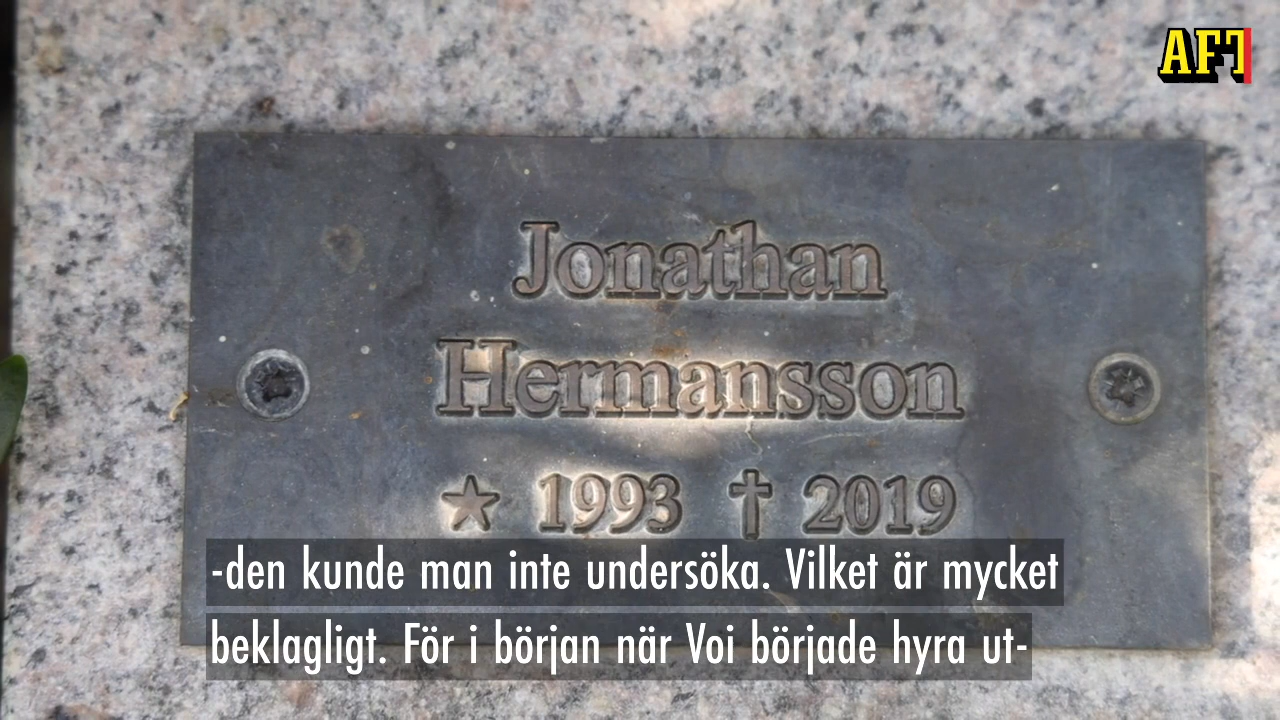 AFT
Jonathan
Hermansson
★ 1993 † 2019
-den kunde man inte undersöka. Vilket är mycket
beklagligt. För i början när Voi började hyra ut-